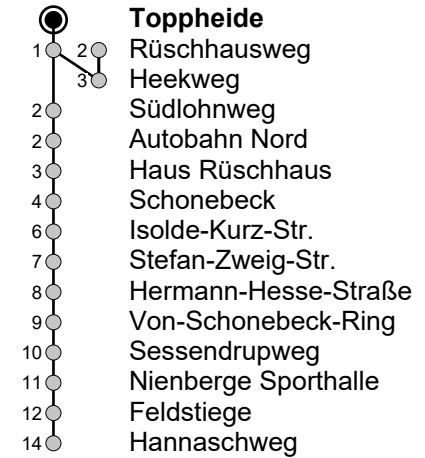 Toppheide
1 2 Rüschhausweg
3 Heekweg
2 Südlohnweg
2 Autobahn Nord
3 Haus Rüschhaus
4 Schonebeck
6 Isolde-Kurz-Str.
7 Stefan-Zweig-Str.
8 Hermann-Hesse-Straße
9 Von-Schonebeck-Ring
10 Sessendrupweg
11 Nienberge Sporthalle
12 Feldstiege
14 Hannaschweg